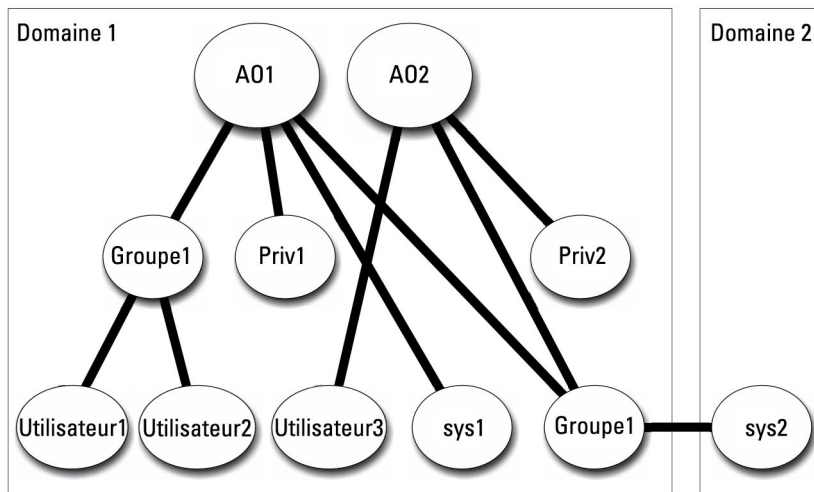 Domaine 1
Domaine 2
AO1
AO2
Groupe1
Priv1
Priv2
Utilisateur1
Utilisateur2
Utilisateur3
sys1
Groupe1
sys2